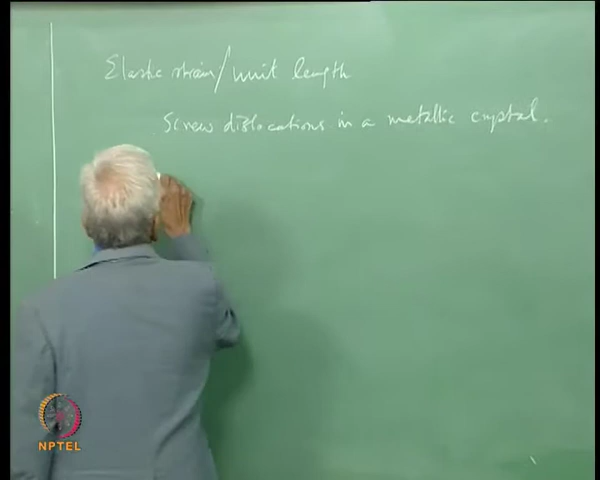 Elastic strain/unit length
Screw dislocations in a metallic crystal.
NPTEL